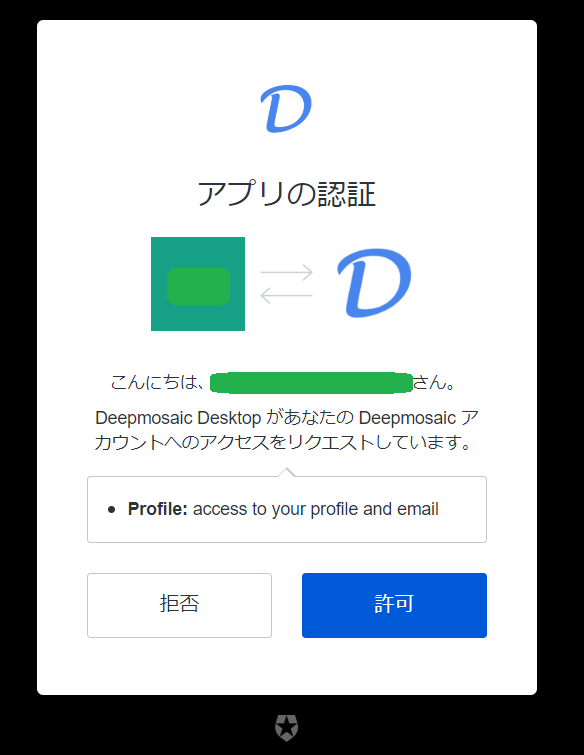 D
アプリの認証
D
こんにちは、
さん。
Deepmosaic Desktop があなたの Deepmosaic ア
カウントへのアクセスをリクエストしています。
Profile: access to your profile and email
拒否
許可